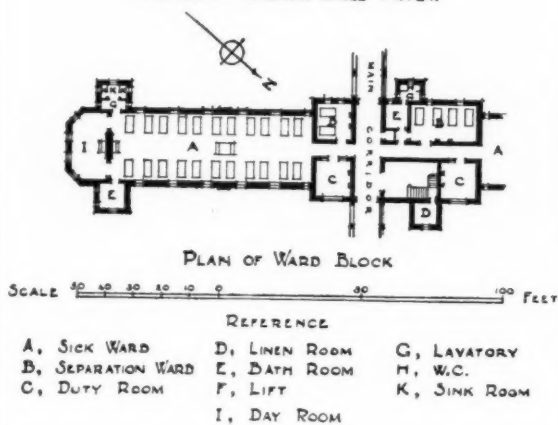 N
K
G
I
A
E
C
MAIN
CORRIDOR
E
B
C
D
A
PLAN OF WARD BLOCK
SCALE 50 40 30 20 10 0 50 100 FEET
REFERENCE
A, SICK WARD D, LINEN ROOM G, LAVATORY
B, SEPARATION WARD E, BATH ROOM H, W.C.
C, DUTY ROOM F, LIFT K, SINK ROOM
I, DAY ROOM